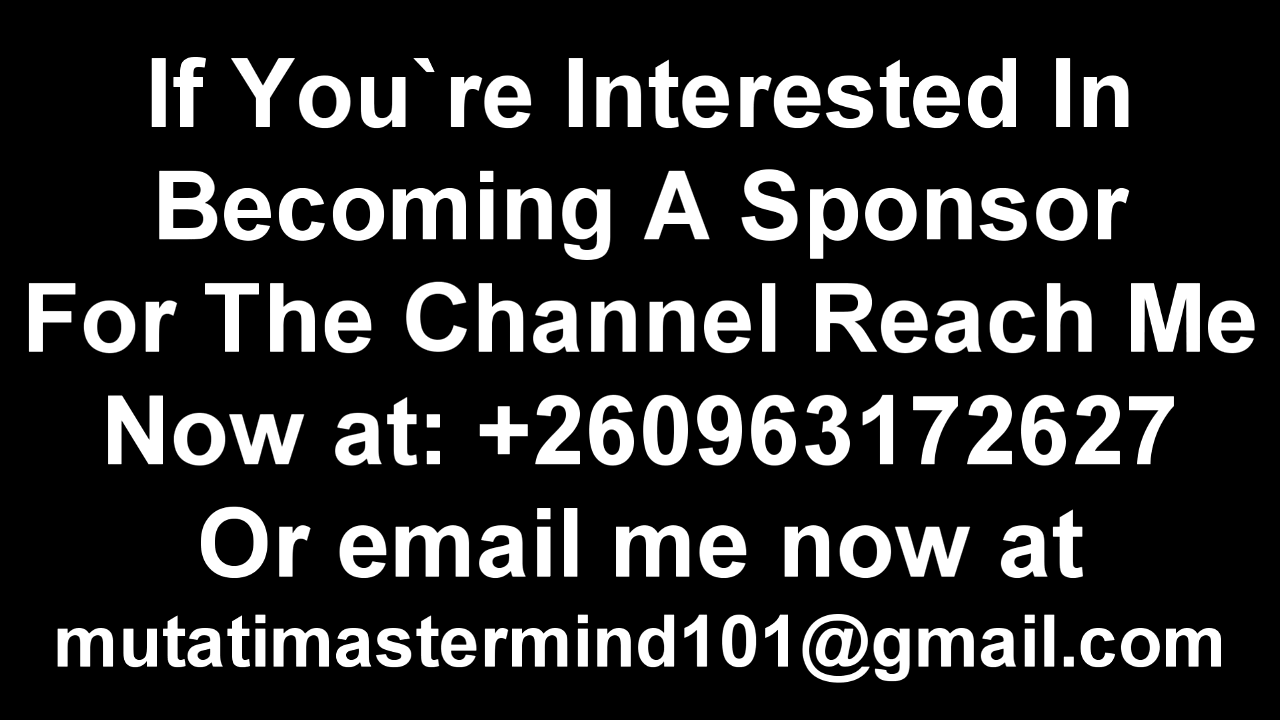 If You`re Interested In
Becoming A Sponsor
For The Channel Reach Me
Now at: +260963172627
Or email me now at
mutatimastermind101@gmail.com